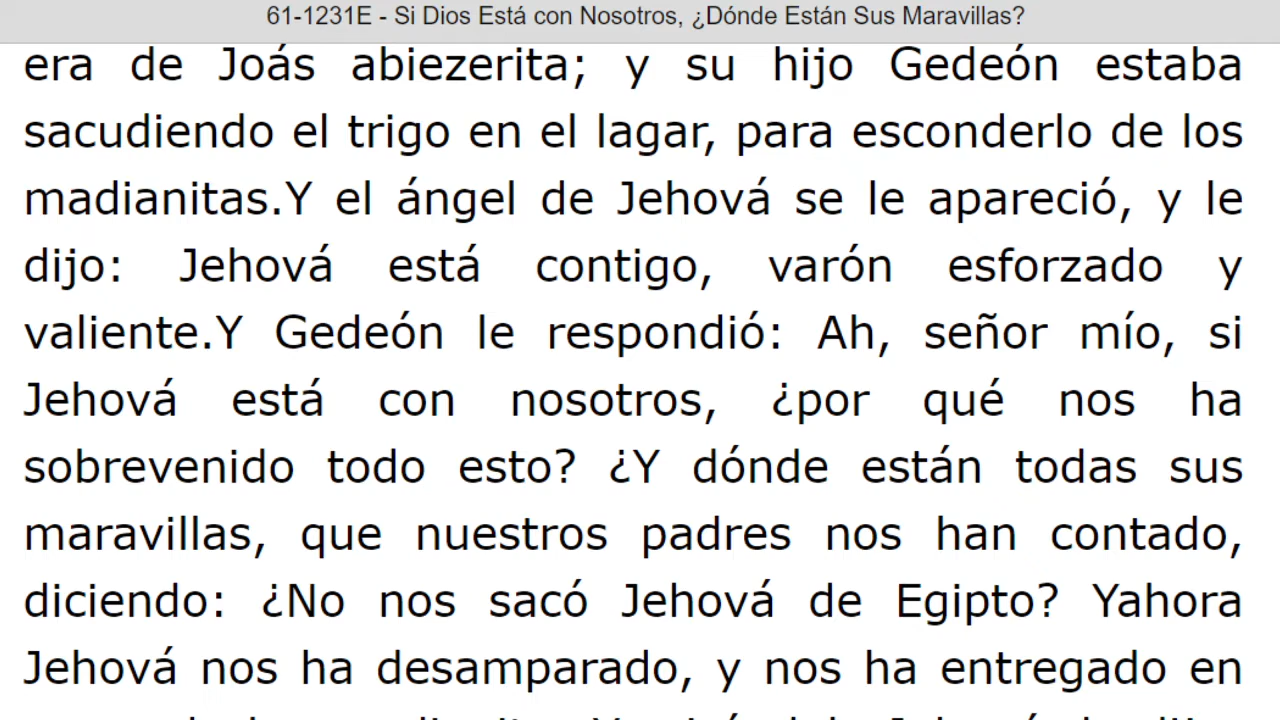 61-1231E - Si Dios Está con Nosotros, ¿Dónde Están Sus Maravillas?
era de Joás abiezerita; y su hijo Gedeón estaba
sacudiendo el trigo en el lagar, para esconderlo de los
madianitas.Y el ángel de Jehová se le apareció, y le
dijo: Jehová está contigo, varón esforzado y
valiente.Y Gedeón le respondió: Ah, señor mío, si
Jehová está con nosotros, ¿por qué nos ha
sobrevenido todo esto? ¿Y dónde están todas sus
maravillas, que nuestros padres nos han contado,
diciendo: ¿No nos sacó Jehová de Egipto? Yahora
Jehová nos ha desamparado, y nos ha entregado en